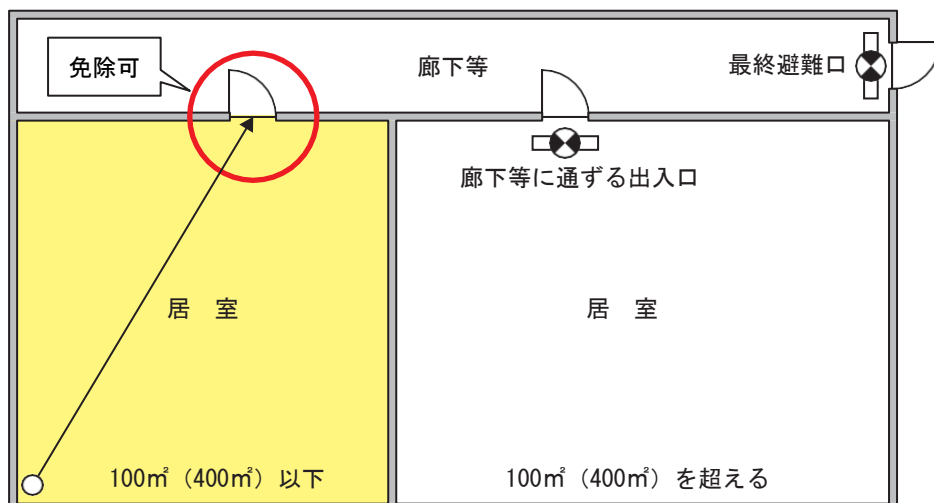 免除可
廊下等
最終避難口
廊下等に通ずる出入口
居 室
居 室
100㎡（400㎡）以下
100㎡（400㎡）を超える